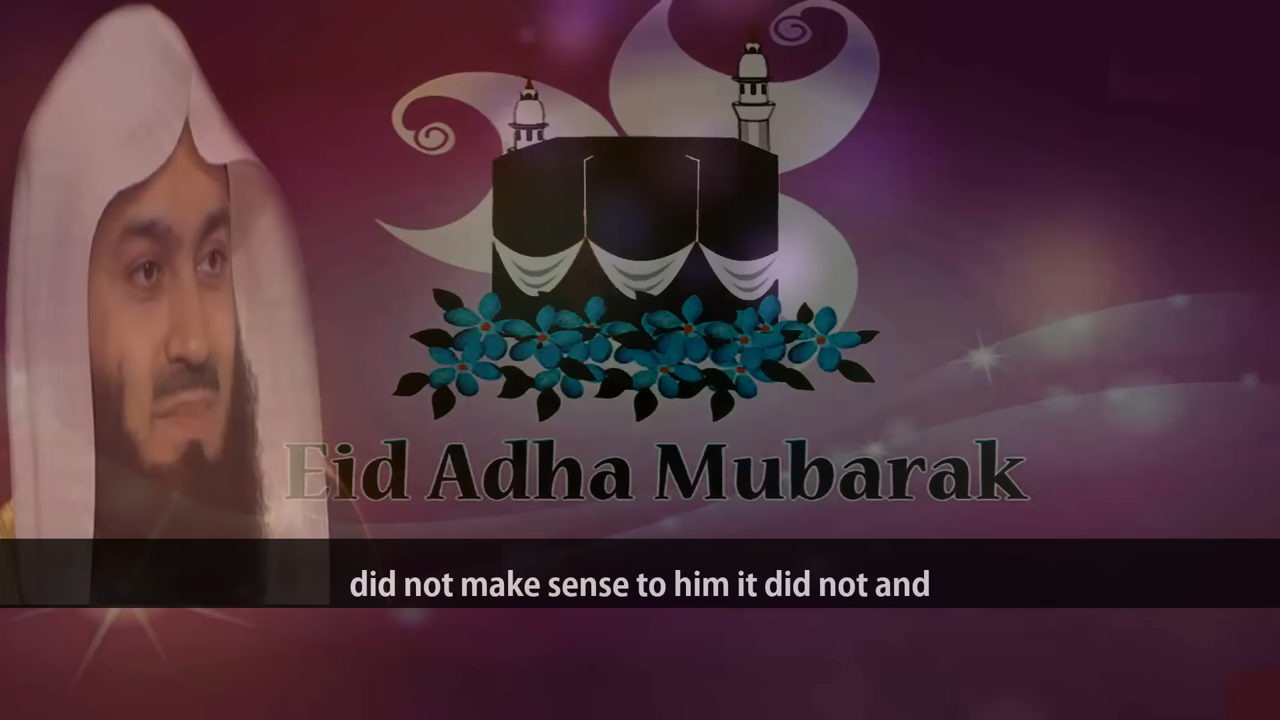 Eid Adha Mubarak
did not make sense to him it did not and